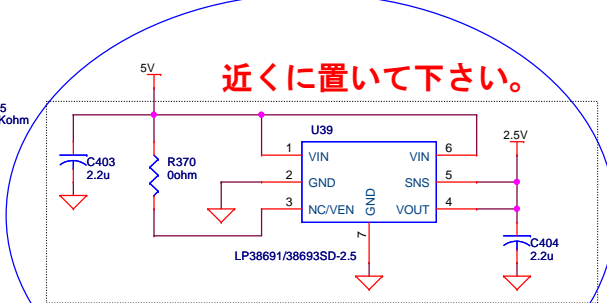 近くに置いて下さい。
5V
5
Kohm
U39
2.5V
C403
2.2u
R370
0ohm
1 VIN VIN 6
2 GND SNS 5
3 NC/VEN GND VOUT 4
7
LP38691/38693SD-2.5
C404
2.2u